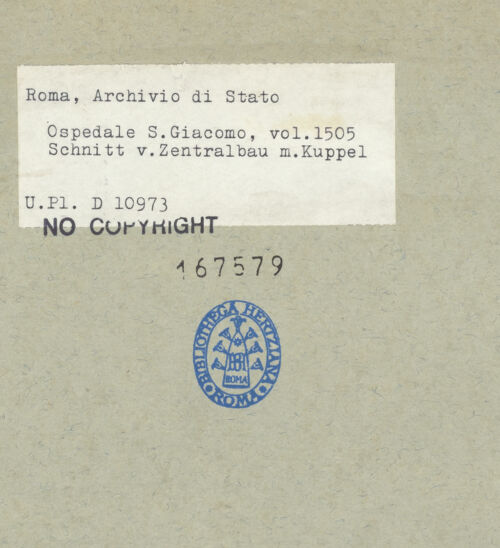 Roma, Archivio di Stato
Ospedale S.Giacomo, vol.1505
Schnitt v.Zentralbau m.Kuppel
U.Pl. D 10973
NO COPYRIGHT
167579
BIBLIOTHECA HERTZIANA
ROMA
ROMA